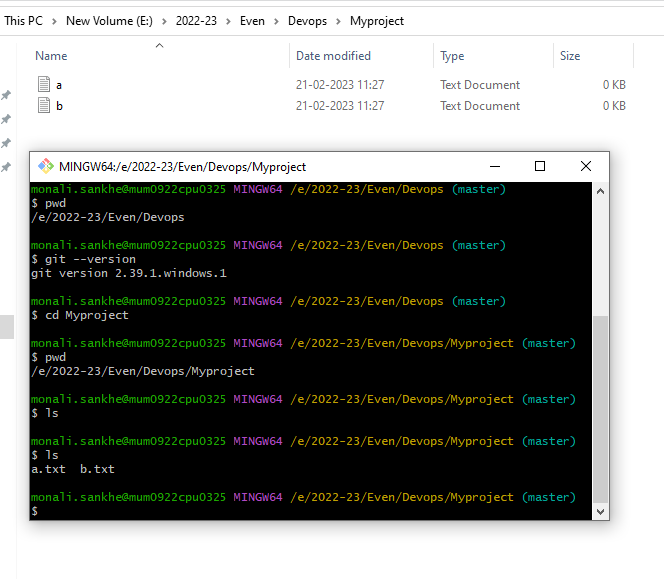 This PC > New Volume (E:) > 2022-23 > Even > Devops > Myproject
Name Date modified Type Size
a 21-02-2023 11:27 Text Document 0 KB
b 21-02-2023 11:27 Text Document 0 KB
MINGW64:/e/2022-23/Even/Devops/Myproject
monali.sankhe@mum0922cpu0325 MINGW64 /e/2022-23/Even/Devops (master)
$ pwd
/e/2022-23/Even/Devops
monali.sankhe@mum0922cpu0325 MINGW64 /e/2022-23/Even/Devops (master)
$ git --version
git version 2.39.1.windows.1
monali.sankhe@mum0922cpu0325 MINGW64 /e/2022-23/Even/Devops (master)
$ cd Myproject
monali.sankhe@mum0922cpu0325 MINGW64 /e/2022-23/Even/Devops/Myproject (master)
$ pwd
/e/2022-23/Even/Devops/Myproject
monali.sankhe@mum0922cpu0325 MINGW64 /e/2022-23/Even/Devops/Myproject (master)
$ ls
monali.sankhe@mum0922cpu0325 MINGW64 /e/2022-23/Even/Devops/Myproject (master)
$ ls
a.txt  b.txt
monali.sankhe@mum0922cpu0325 MINGW64 /e/2022-23/Even/Devops/Myproject (master)
$